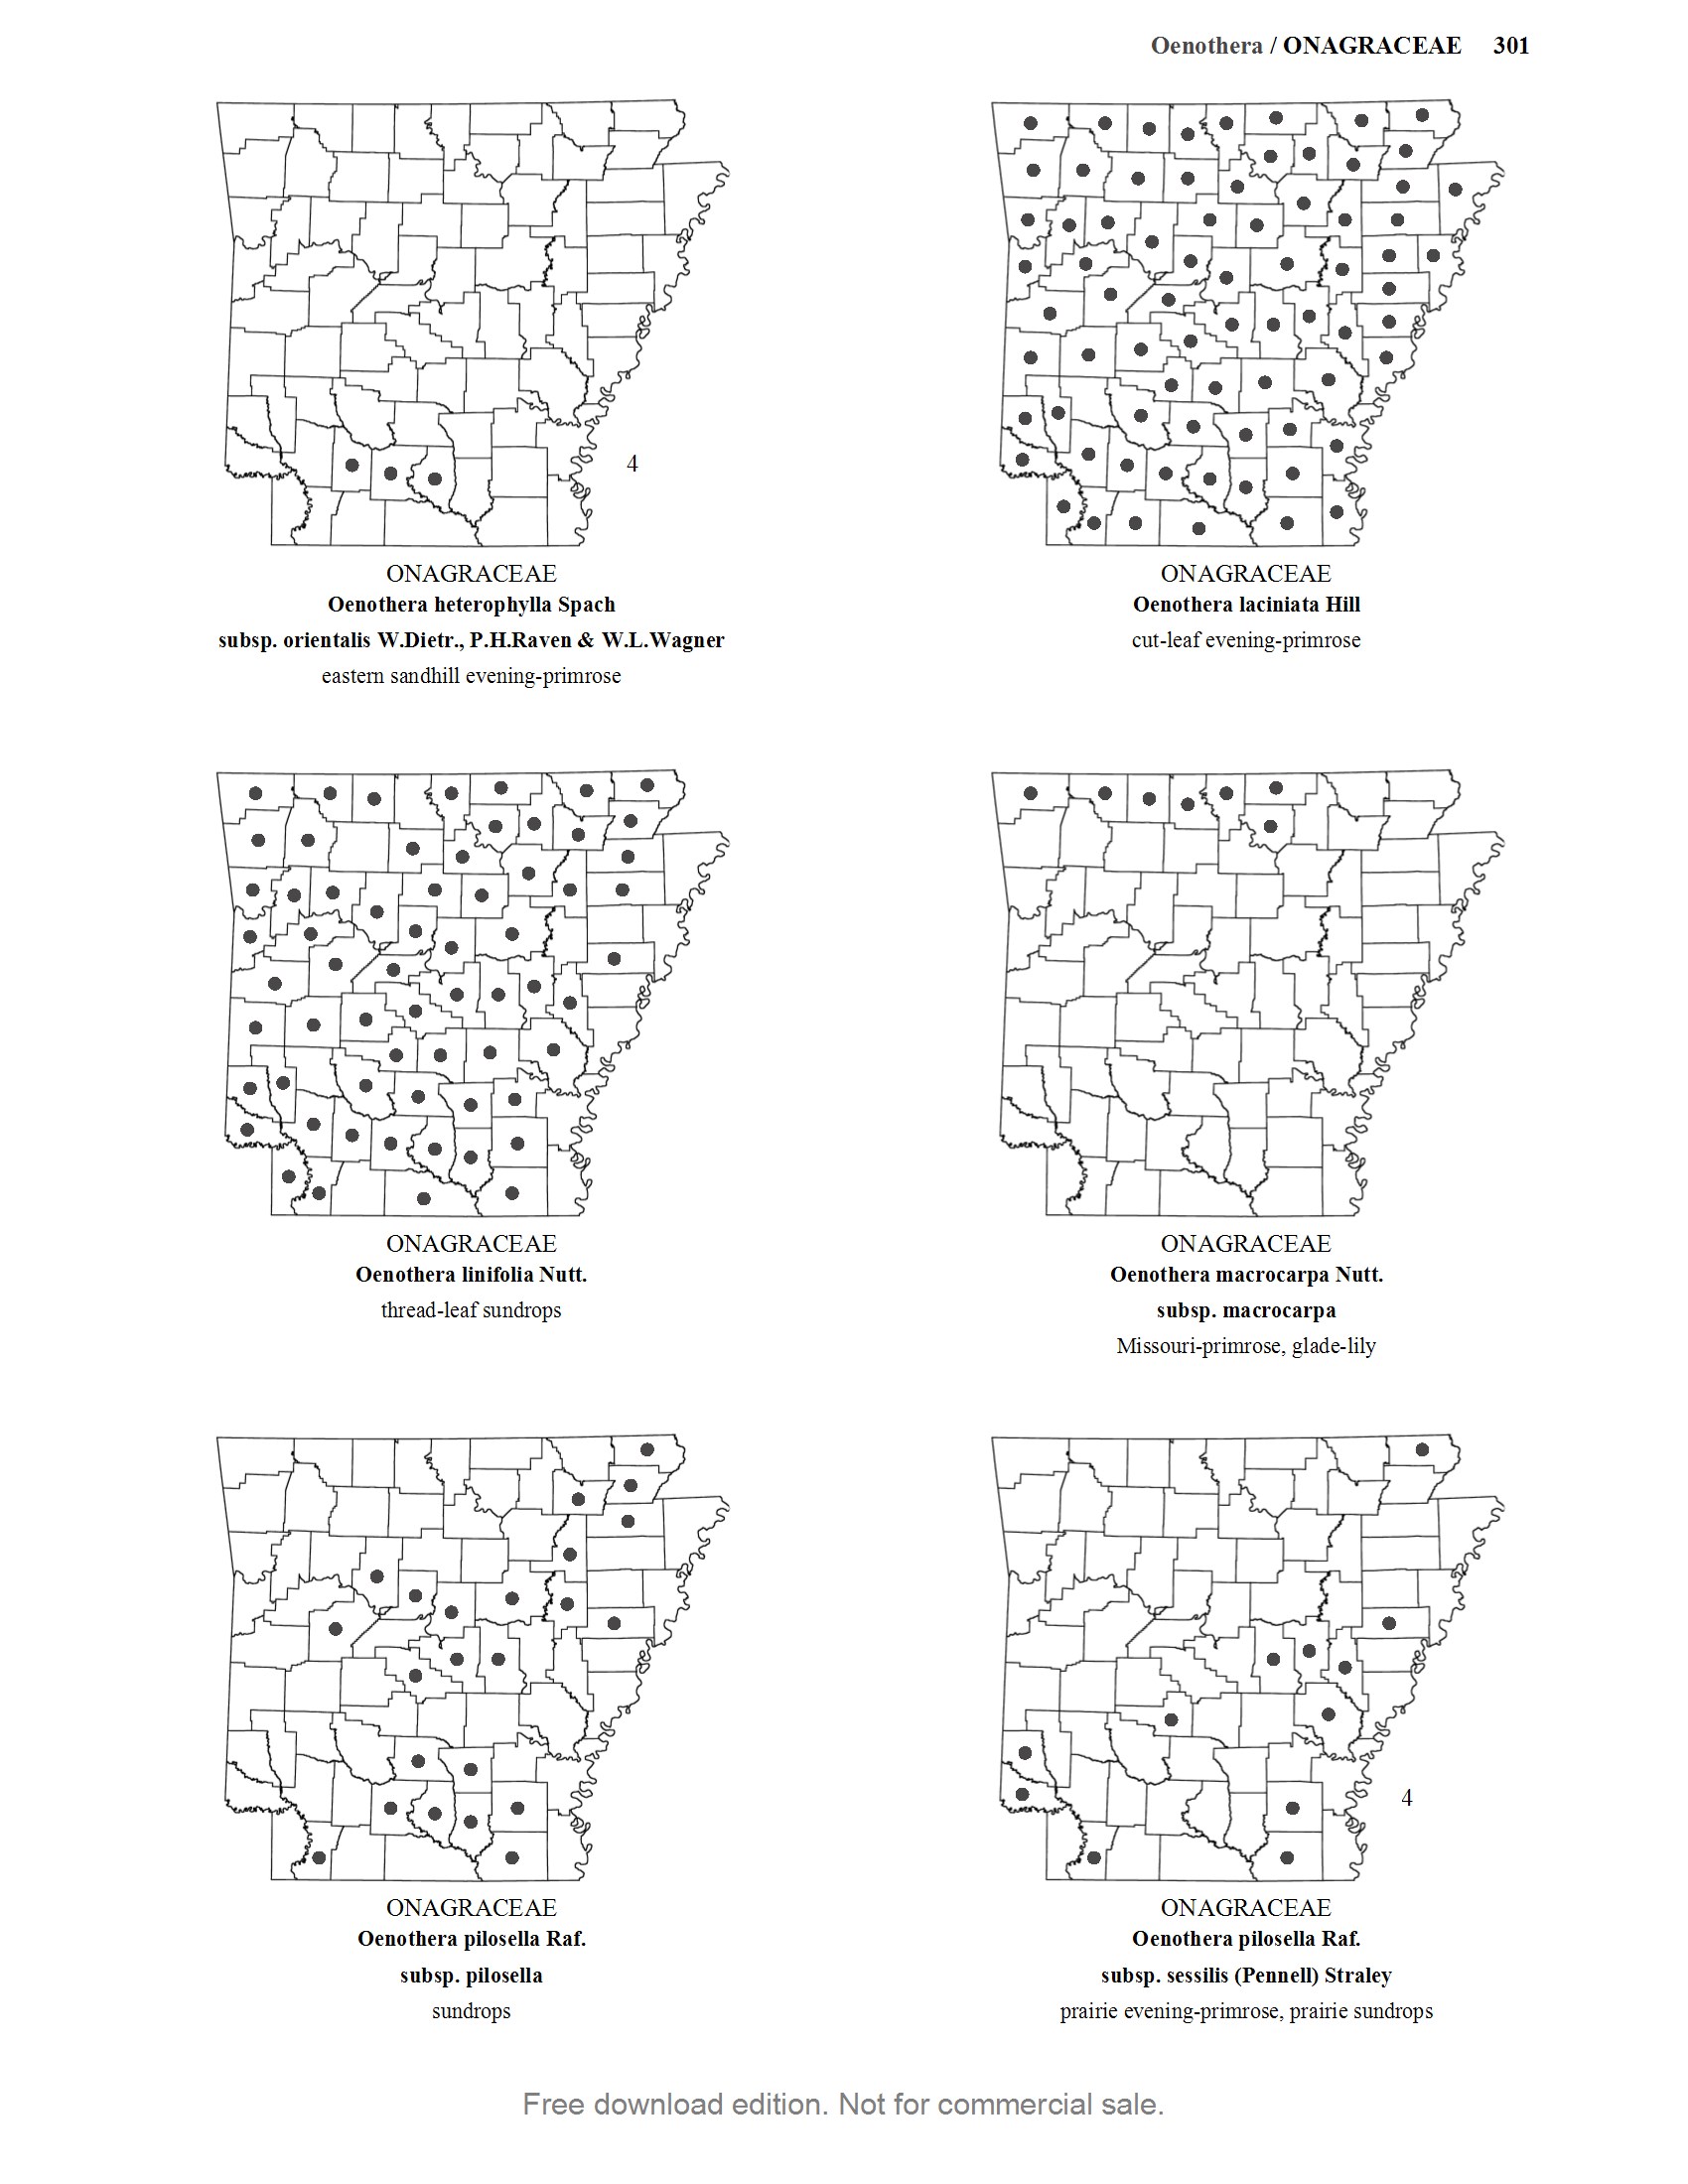 Oenothera / ONAGRACEAE 301
4
ONAGRACEAE
Oenothera heterophylla Spach
subsp. orientalis W.Dietr., P.H.Raven & W.L.Wagner
eastern sandhill evening-primrose
ONAGRACEAE
Oenothera laciniata Hill
cut-leaf evening-primrose
ONAGRACEAE
Oenothera linifolia Nutt.
thread-leaf sundrops
ONAGRACEAE
Oenothera macrocarpa Nutt.
subsp. macrocarpa
Missouri-primrose, glade-lily
ONAGRACEAE
Oenothera pilosella Raf.
subsp. pilosella
sundrops
4
ONAGRACEAE
Oenothera pilosella Raf.
subsp. sessilis (Pennell) Straley
prairie evening-primrose, prairie sundrops
Free download edition. Not for commercial sale.